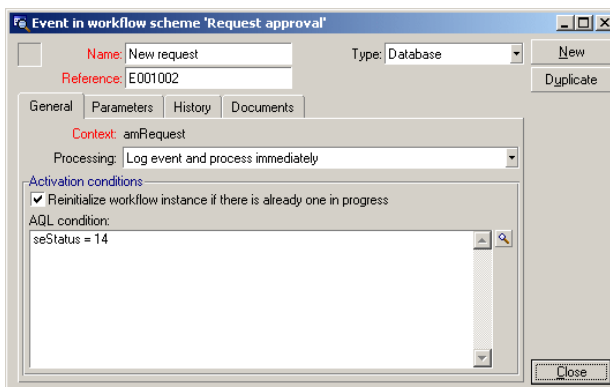 Event in workflow scheme 'Request approval'
Name: New request Type: Database New
Reference: E001002 Duplicate
General Parameters History Documents
Context: amRequest
Processing: Log event and process immediately
Activation conditions
Reinitialize workflow instance if there is already one in progress
AQL condition:
seStatus = 14
Close